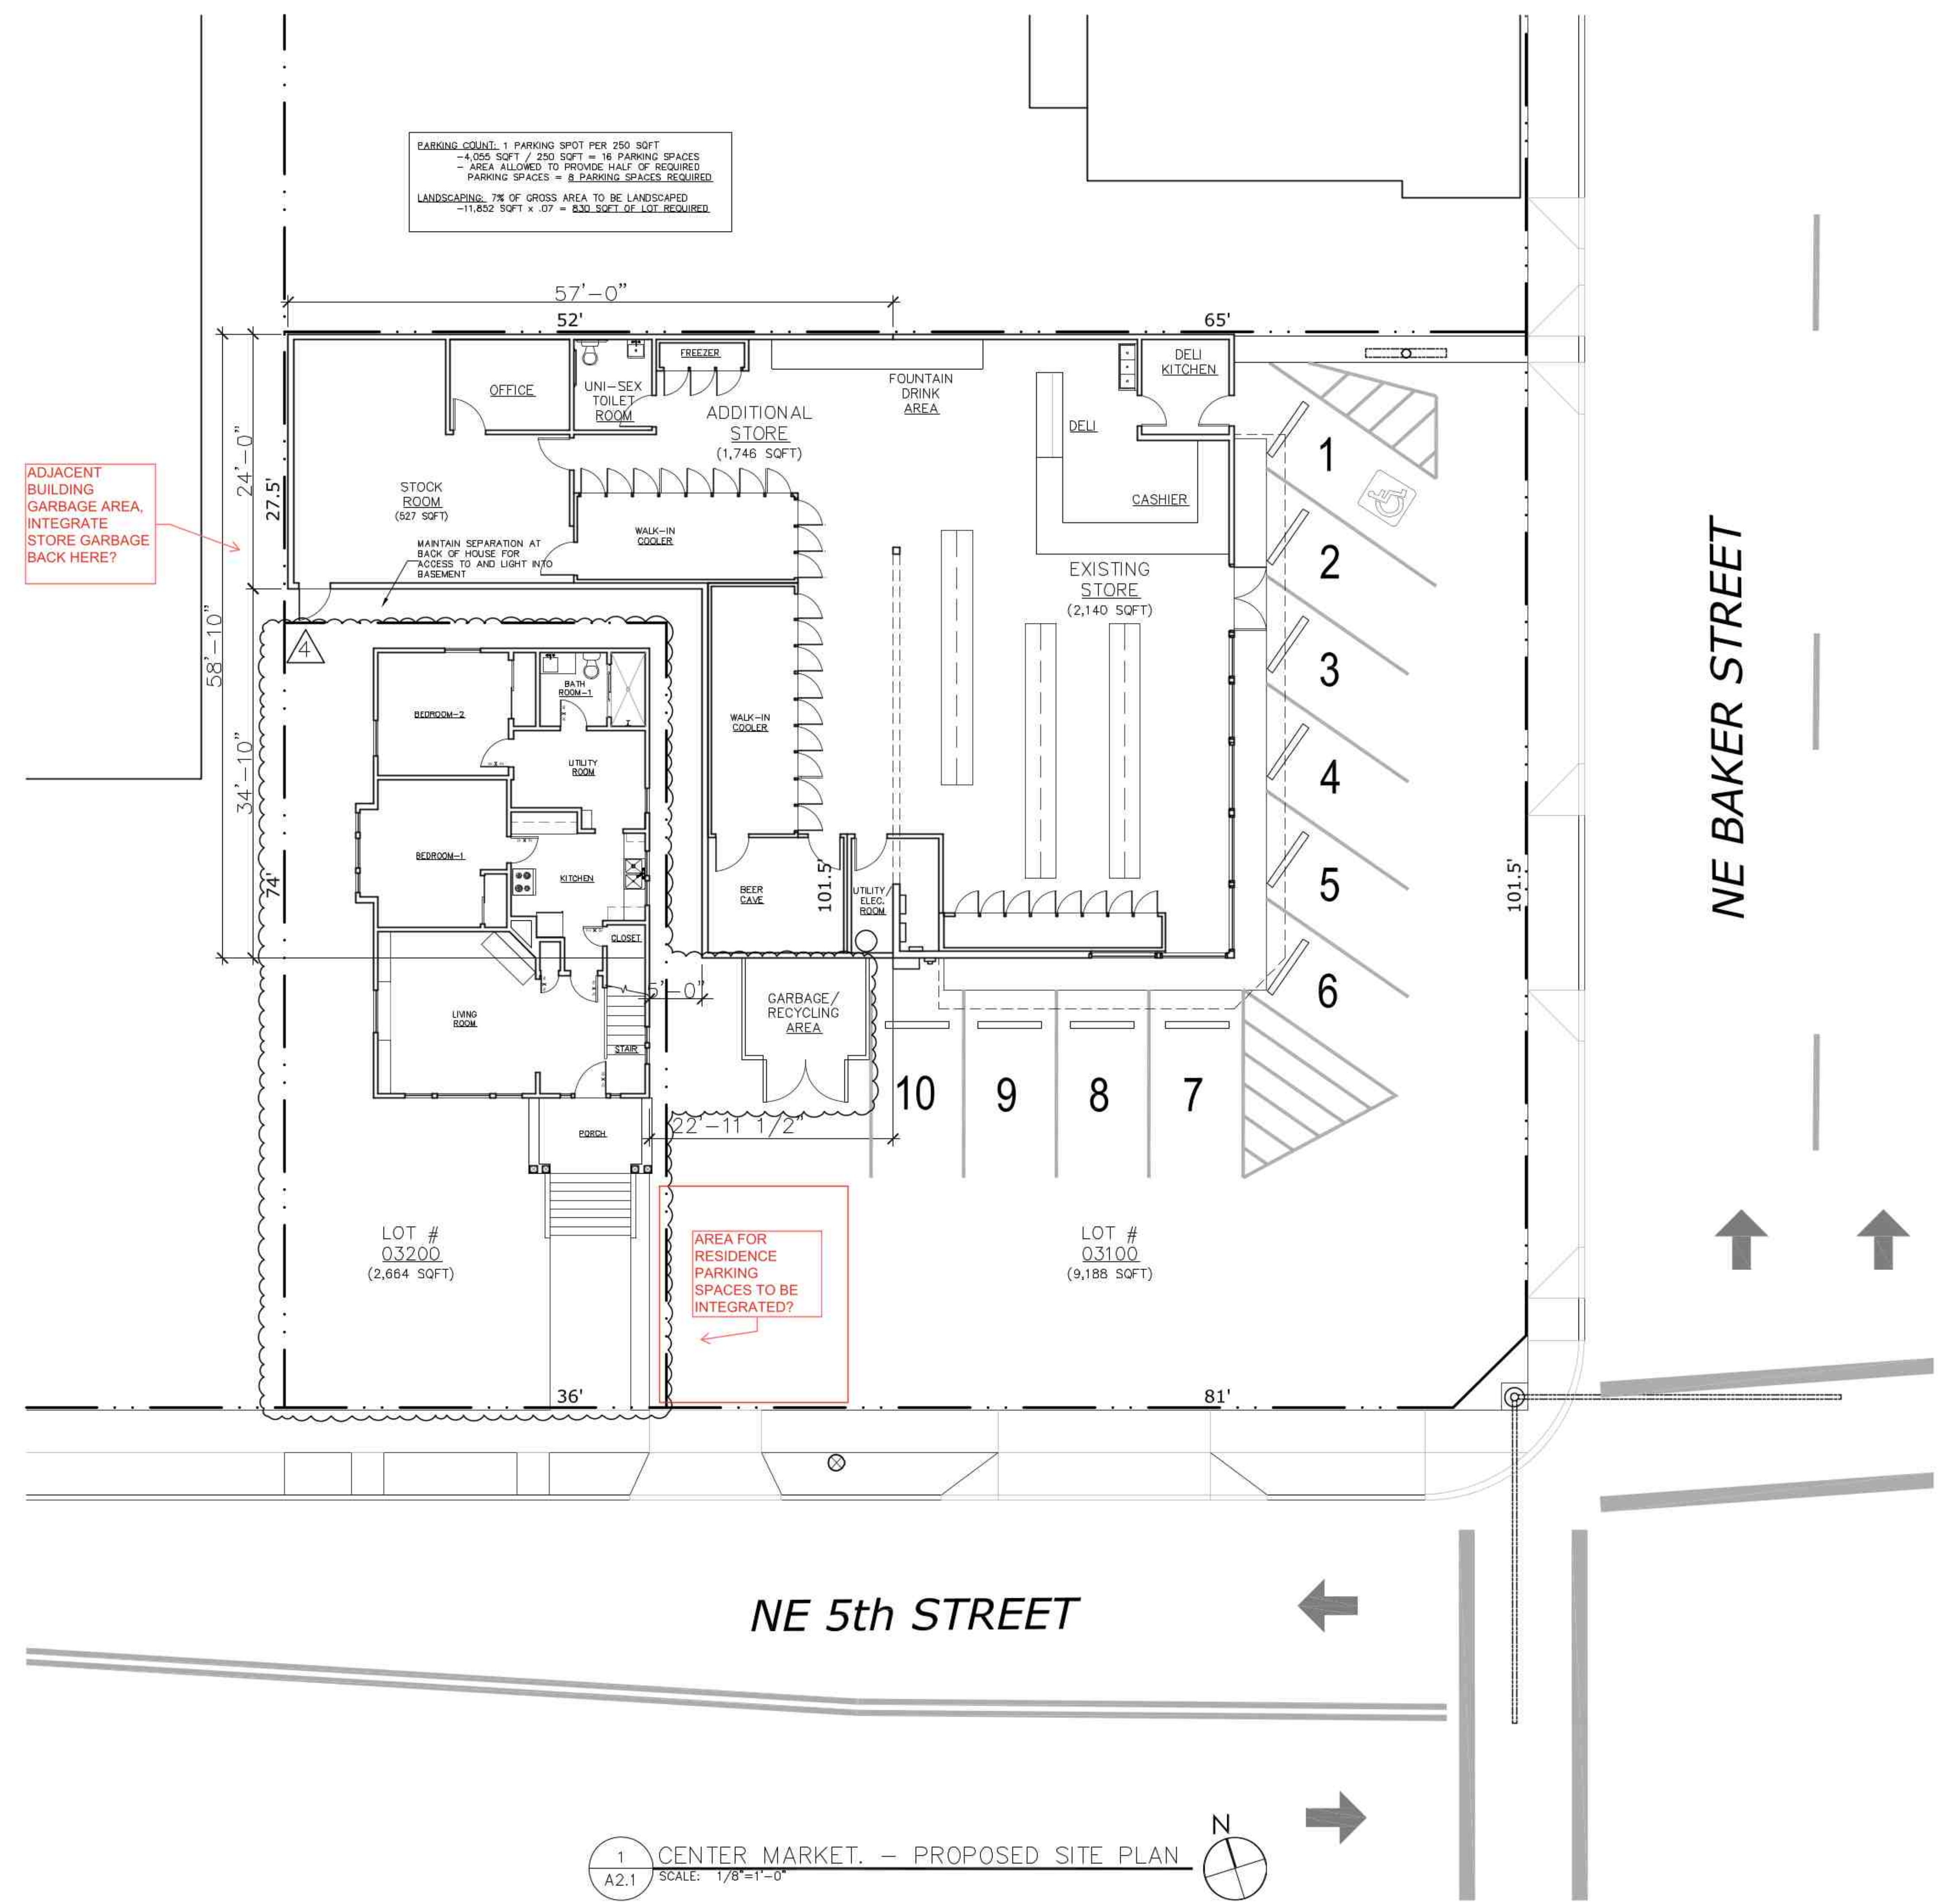 PARKING COUNT: 1 PARKING SPOT PER 250 SQFT
-4,055 SQFT / 250 SQFT = 16 PARKING SPACES
- AREA ALLOWED TO PROVIDE HALF OF REQUIRED
PARKING SPACES = 8 PARKING SPACES REQUIRED
LANDSCAPING: 7% OF GROSS AREA TO BE LANDSCAPED
-11,852 SQFT x .07 = 830 SQFT OF LOT REQUIRED
57'-0"
52'
65'
FREEZER
OFFICE
UNI-SEX
TOILET
ROOM
ADDITIONAL
STORE
(1,746 SQFT)
FOUNTAIN
DRINK
AREA
DELI
KITCHEN
DELI
CASHIER
24'-0"
27.5'
58'-10"
34'-10"
74'
ADJACENT
BUILDING
GARBAGE AREA,
INTEGRATE
STORE GARBAGE
BACK HERE?
STOCK
ROOM
(527 SQFT)
MAINTAIN SEPARATION AT
BACK OF HOUSE FOR
ACCESS TO AND LIGHT INTO
BASEMENT
WALK-IN
COOLER
EXISTING
STORE
(2,140 SQFT)
4
BATH
ROOM-1
BEDROOM-2
UTILITY
ROOM
BEDROOM-1
KITCHEN
CLOSET
LIVING
ROOM
STAIR
PORCH
WALK-IN
COOLER
BEER
CAVE
101.5'
UTILITY/
ELEC.
ROOM
5'-0"
GARBAGE/
RECYCLING
AREA
22'-11 1/2"
1
2
3
4
5
6
10
9
8
7
101.5'
NE BAKER STREET
LOT #
03200
(2,664 SQFT)
AREA FOR
RESIDENCE
PARKING
SPACES TO BE
INTEGRATED?
LOT #
03100
(9,188 SQFT)
36'
81'
NE 5th STREET
1
A2.1
CENTER MARKET. - PROPOSED SITE PLAN
SCALE: 1/8"=1'-0"
N